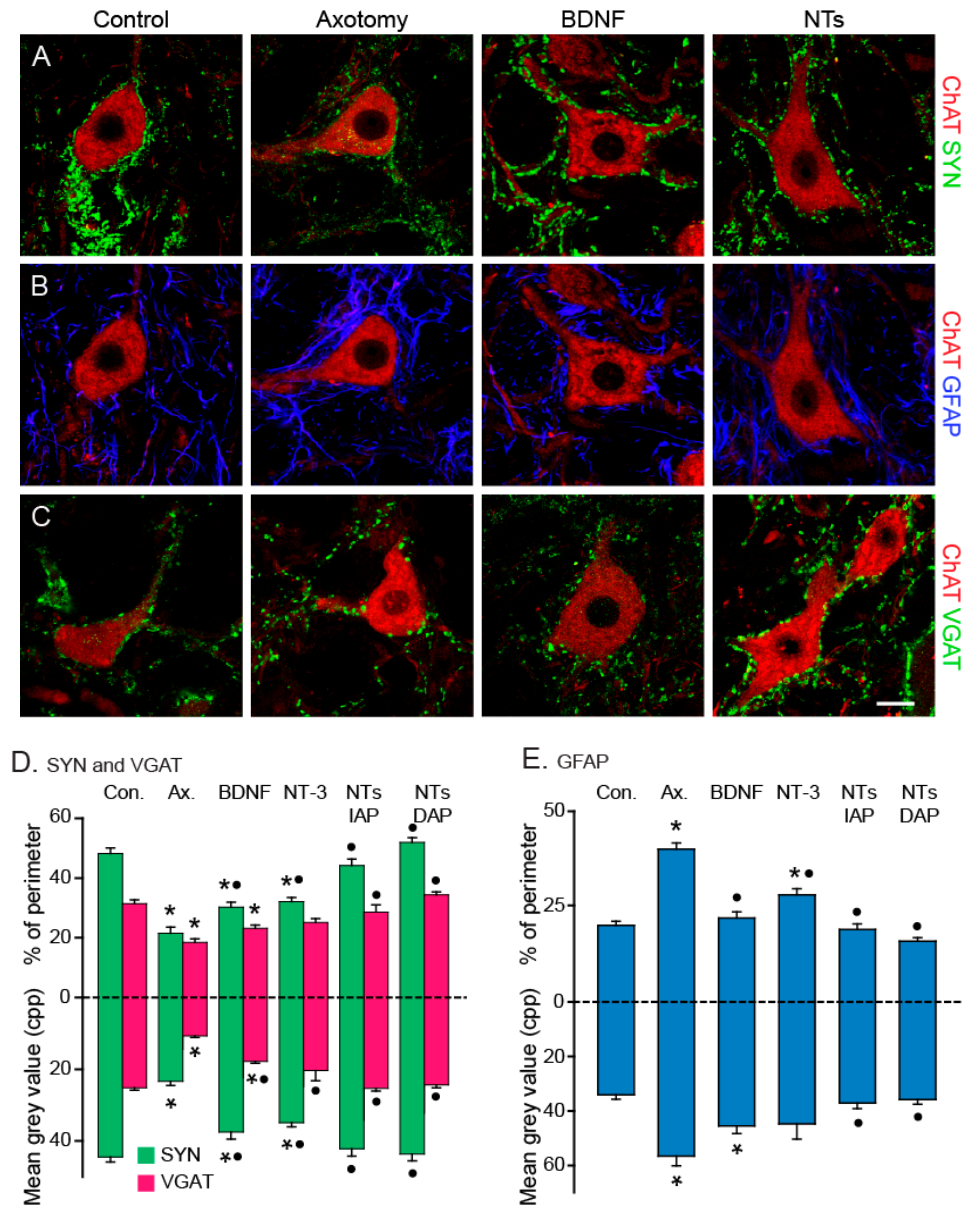 Control Axotomy BDNF NTs
A
ChAT SYN
B
ChAT GFAP
C
ChAT VGAT
D. SYN and VGAT
Con. Ax. BDNF NT-3 NTs IAP NTs DAP
% of perimeter
60
40
20
0
Mean grey value (cpp)
20
40
SYN
VGAT
E. GFAP
Con. Ax. BDNF NT-3 NTs IAP NTs DAP
% of perimeter
50
25
0
Mean grey value (cpp)
20
40
60